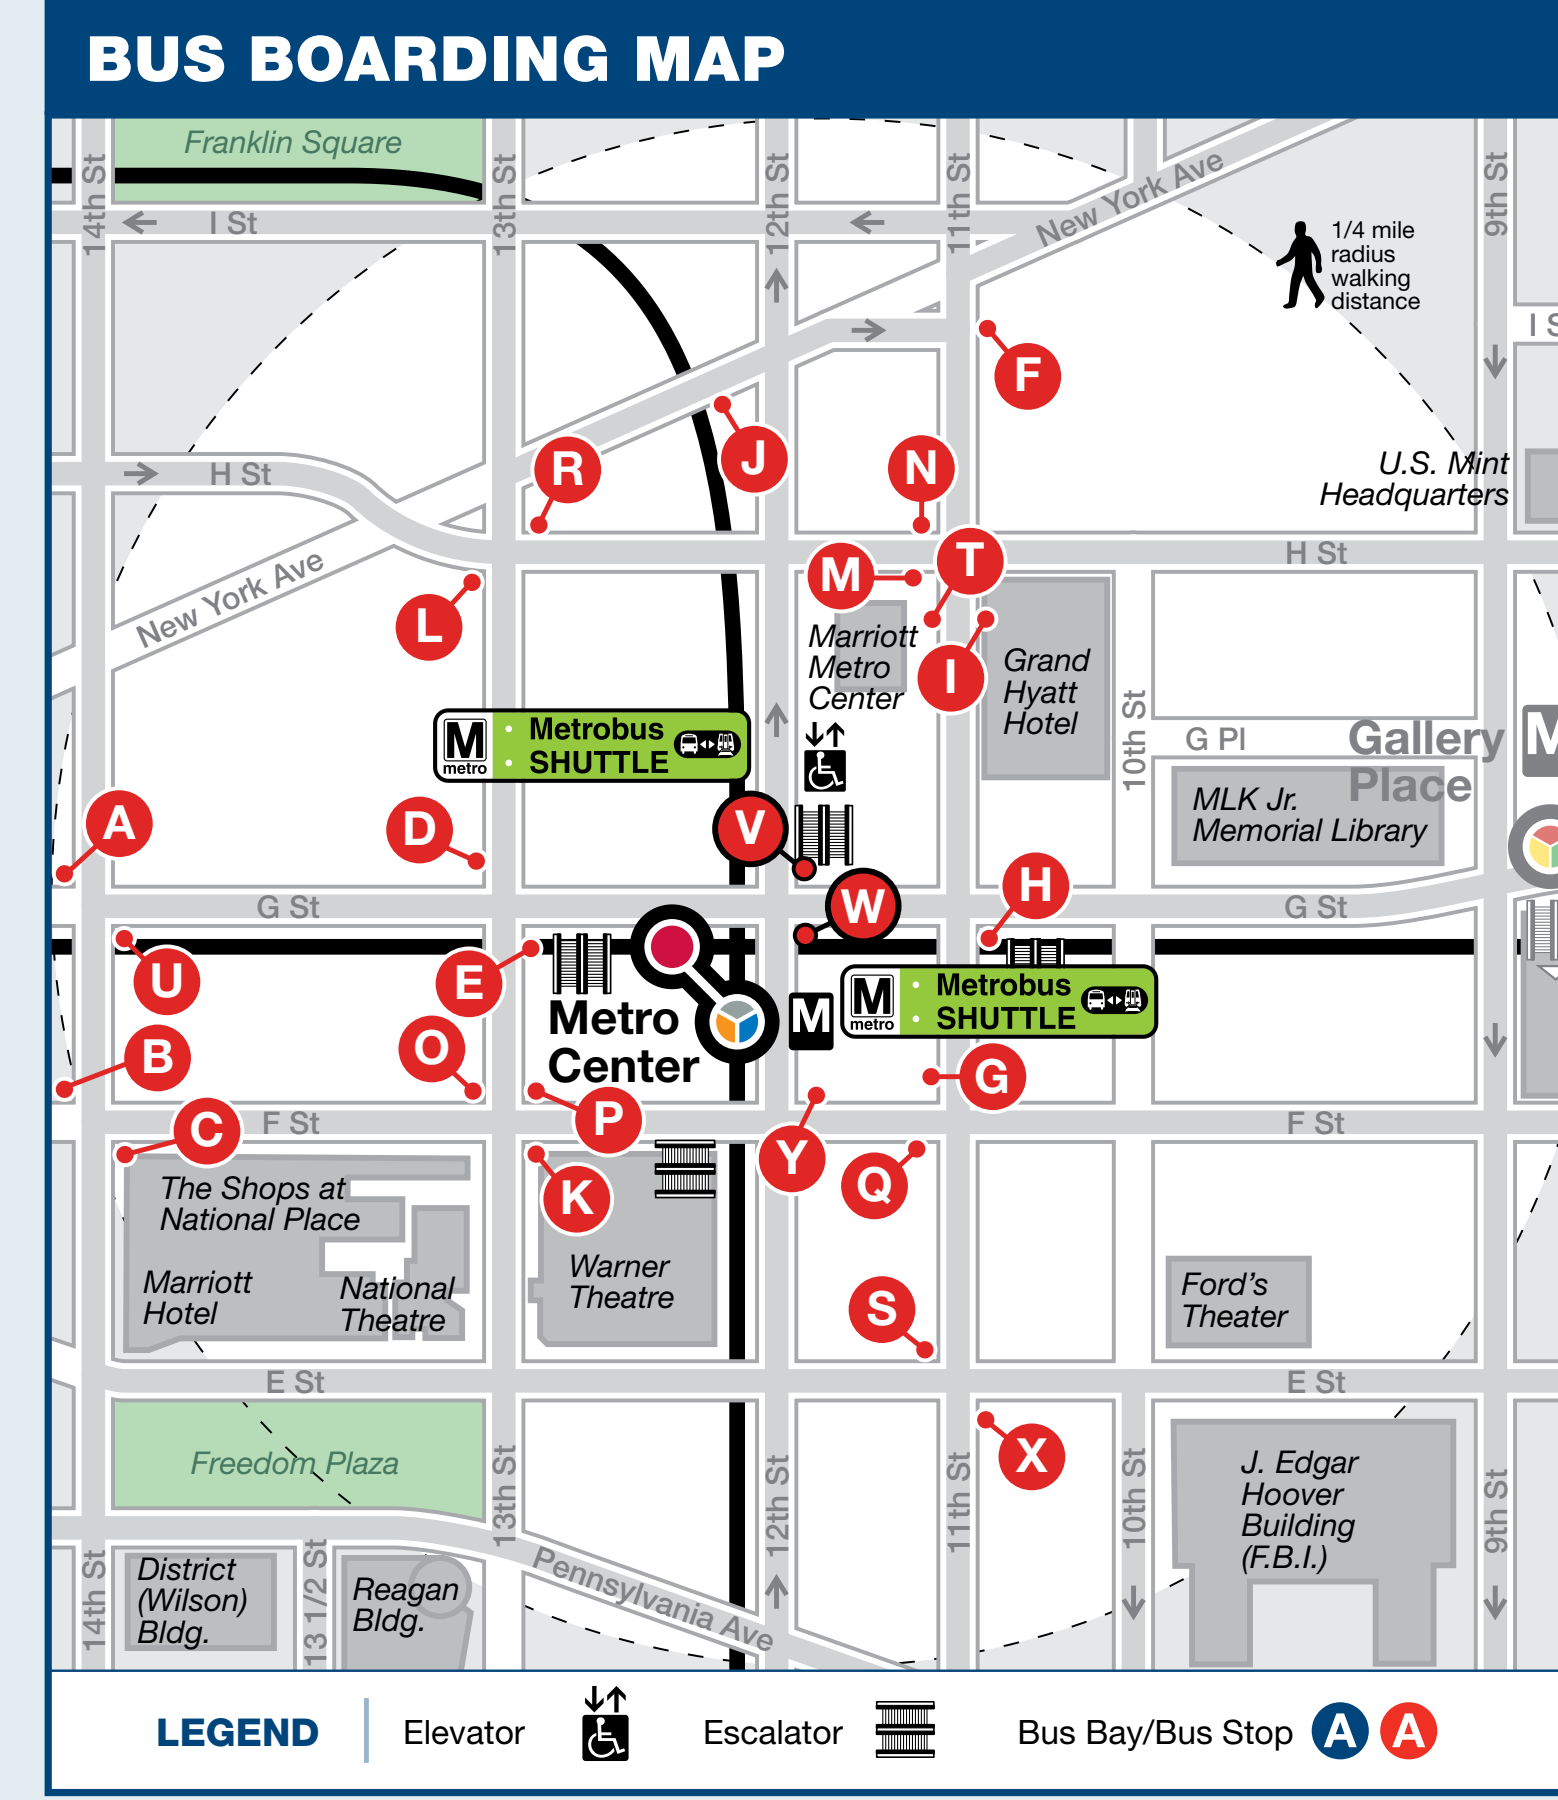 BUS BOARDING MAP
Franklin Square
14th St
13th St
12th St
11th St
New York Ave
9th St
I St
1/4 mile
radius
walking
distance
F
J
R
N
H St
U.S. Mint
Headquarters
H St
T
M
L
New York Ave
I
Marriott
Metro
Center
Grand
Hyatt
Hotel
10th St
M
metro
Metrobus
SHUTTLE
G Pl
Gallery
Place
M
MLK Jr.
Memorial Library
A
D
V
H
G St
W
G St
U
E
Metro
Center
M
M
metro
Metrobus
SHUTTLE
B
O
G
P
C
F St
F St
Y
Q
K
The Shops at
National Place
Marriott
Hotel
National
Theatre
Warner
Theatre
S
Ford's
Theater
E St
E St
Freedom Plaza
X
J. Edgar
Hoover
Building
(F.B.I.)
13th St
12th St
11th St
10th St
9th St
14th St
District
(Wilson)
Bldg.
13 1/2 St
Reagan
Bldg.
Pennsylvania Ave
LEGEND
Elevator
Escalator
Bus Bay/Bus Stop
A
A